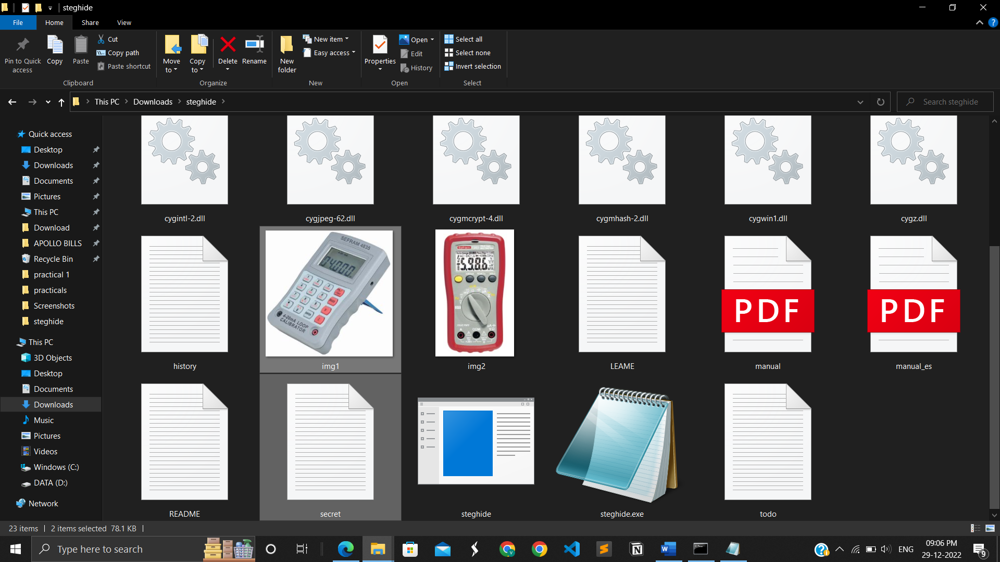 steghide
File
Home
Share
View
Pin to Quick access
Copy
Paste
Cut
Copy path
Paste shortcut
Clipboard
Move to
Copy to
Delete
Rename
Organize
New folder
New item
Easy access
New
Properties
Open
Edit
History
Open
Select all
Select none
Invert selection
Select
This PC
Downloads
steghide
Search steghide
Quick access
Desktop
Downloads
Documents
Pictures
This PC
Download
APOLLO BILLS
Recycle Bin
practical 1
practicals
Screenshots
steghide
This PC
3D Objects
Desktop
Documents
Downloads
Music
Pictures
Videos
Windows (C:)
DATA (D:)
Network
cygintl-2.dll
cygjpeg-62.dll
cygmcrypt-4.dll
cygmhash-2.dll
cygwin1.dll
cygz.dll
SEFRAM 4835
04.000
4-20mA LOOP
CALIBRATOR
Sefram
5.986
COM
PDF
PDF
history
img1
img2
LEAME
manual
manual_es
README
secret
steghide
steghide.exe
todo
23 items
2 items selected 78.1 KB
Type here to search
ENG
09:06 PM
29-12-2022
9